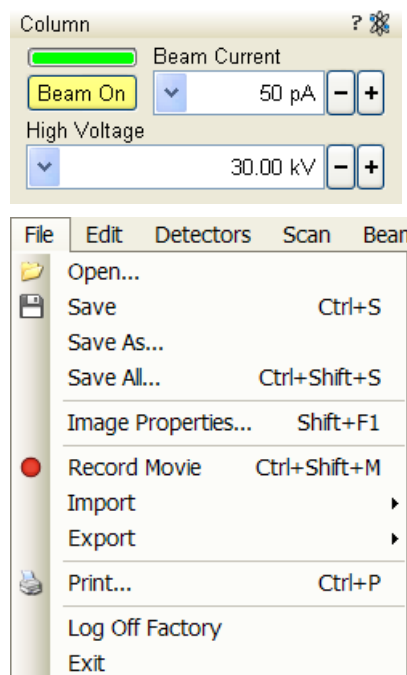 Column ?
Beam Current
Beam On 50 pA - +
High Voltage
30.00 kV - +
File Edit Detectors Scan Bear
Open...
Save Ctrl+S
Save As...
Save All... Ctrl+Shift+S
Image Properties... Shift+F1
Record Movie Ctrl+Shift+M
Import
Export
Print... Ctrl+P
Log Off Factory
Exit